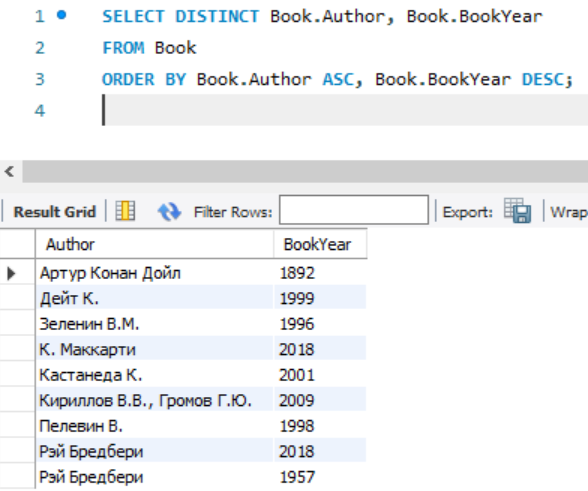 1 SELECT DISTINCT Book.Author, Book.BookYear
2 FROM Book
3 ORDER BY Book.Author ASC, Book.BookYear DESC;
4
Result Grid Filter Rows: Export: Wrap
Author BookYear
Артур Конан Дойл 1892
Дейт К. 1999
Зеленин В.М. 1996
К. Маккарти 2018
Кастанеда К. 2001
Кириллов В.В., Громов Г.Ю. 2009
Пелевин В. 1998
Рэй Бредбери 2018
Рэй Бредбери 1957